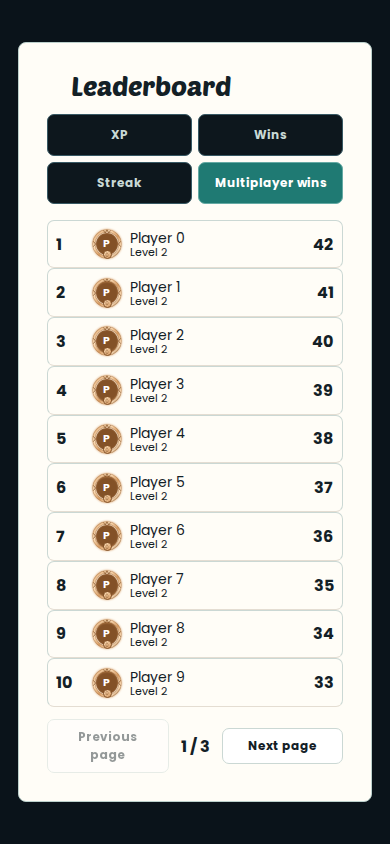 Leaderboard
XP
Wins
Streak
Multiplayer wins
1
P
Player 0
Level 2
42
2
P
Player 1
Level 2
41
3
P
Player 2
Level 2
40
4
P
Player 3
Level 2
39
5
P
Player 4
Level 2
38
6
P
Player 5
Level 2
37
7
P
Player 6
Level 2
36
8
P
Player 7
Level 2
35
9
P
Player 8
Level 2
34
10
P
Player 9
Level 2
33
Previous
page
1 / 3
Next page